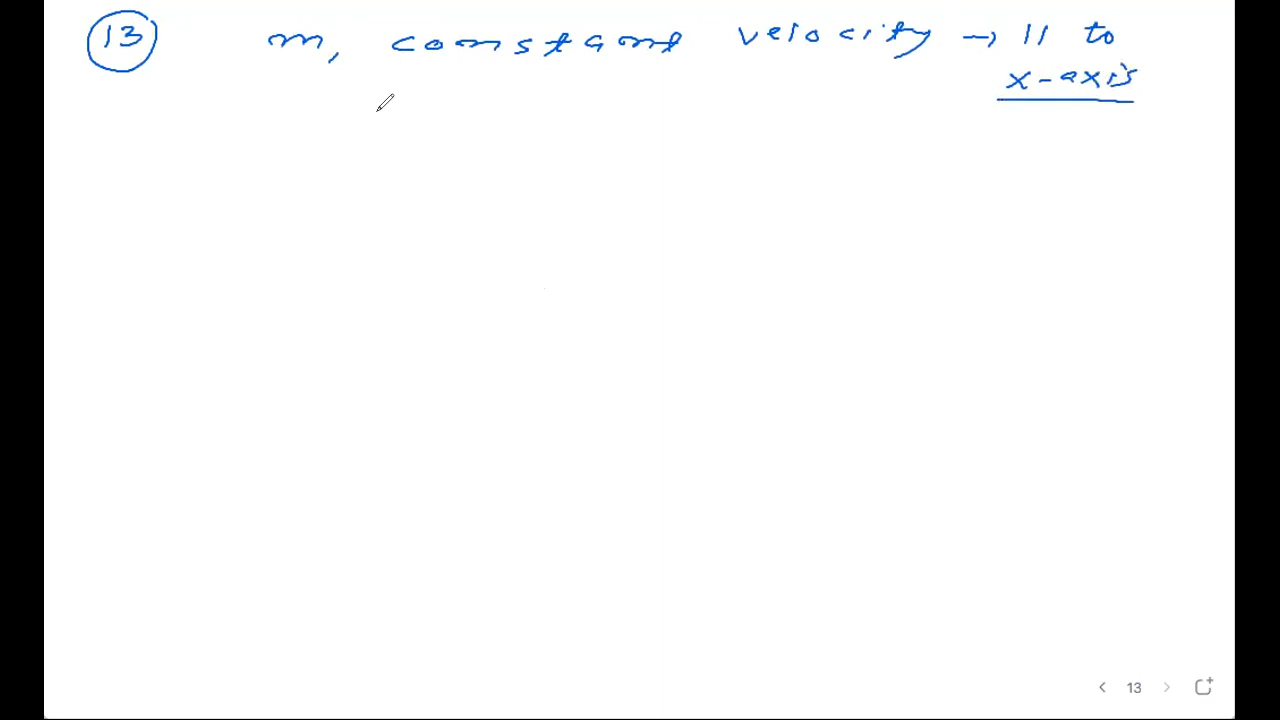 13 m, constant velocity → || to
x-axis
13